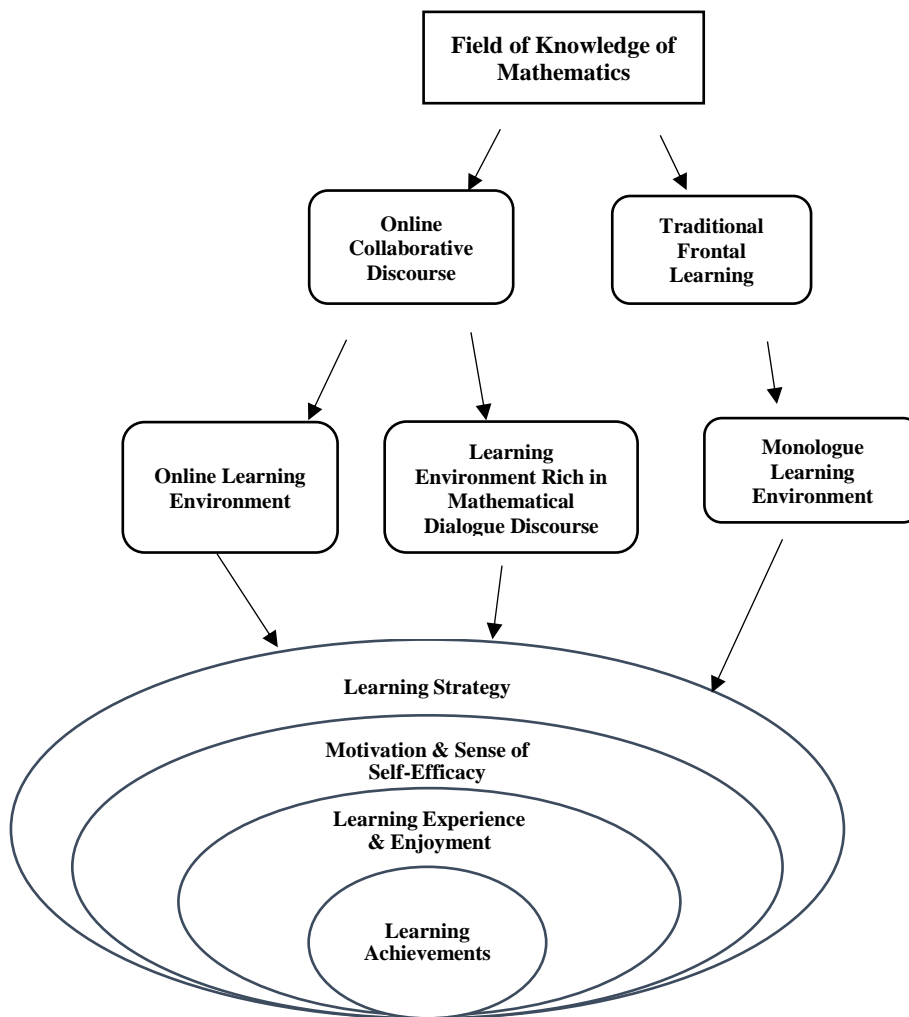 Field of Knowledge of
Mathematics
Online
Collaborative
Discourse
Traditional
Frontal
Learning
Online Learning
Environment
Learning
Environment Rich in
Mathematical
Dialogue Discourse
Monologue
Learning
Environment
Learning Strategy
Motivation & Sense of
Self-Efficacy
Learning Experience
& Enjoyment
Learning
Achievements